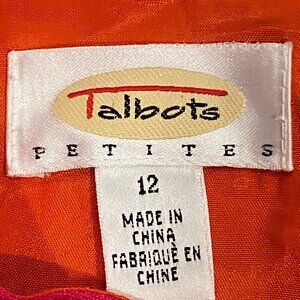 Talbots
PETITES
12
MADE IN
CHINA
FABRIQUÉ EN
CHINE